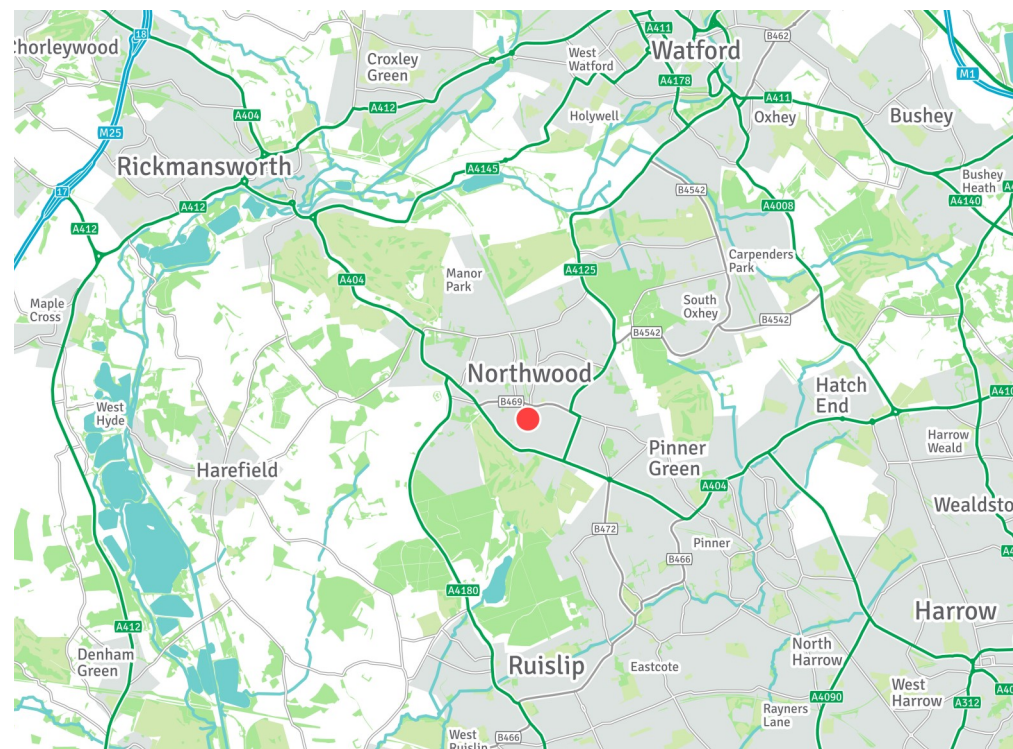 18
A411
B462
Chorleywood
Croxley
Green
West
Watford
Watford
A4178
M1
A404
A412
A411
Holywell
Oxhey
Bushey
M25
Rickmansworth
A4145
Bushey
Heath
17
A412
B4542
A4008
A4140
A412
A404
Manor
Park
A4125
Carpenders
Park
Maple
Cross
South
Oxhey
B4542
B4542
Northwood
Hatch
End
B469
West
Hyde
Harrow
Weald
Harefield
Pinner
Green
A404
Wealdsto
B472
Pinner
B466
A4180
A412
Harrow
Denham
Green
Ruislip
Eastcote
North
Harrow
West
Harrow
A4090
A312
Rayners
Lane
West
Ruislip
B466